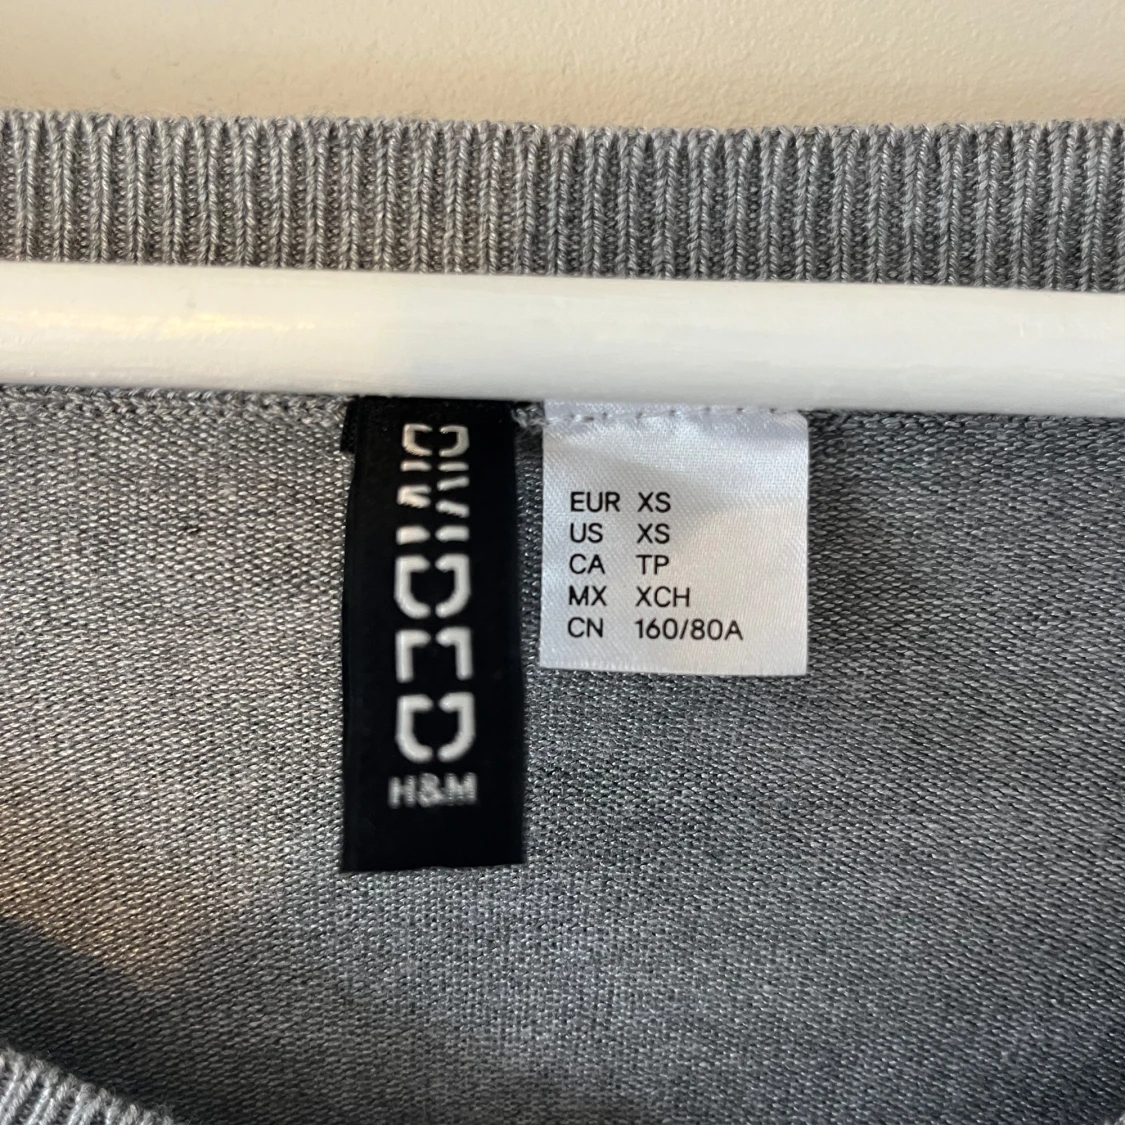 DIVIDED
H&M
EUR XS
US XS
CA TP
MX XCH
CN 160/80A